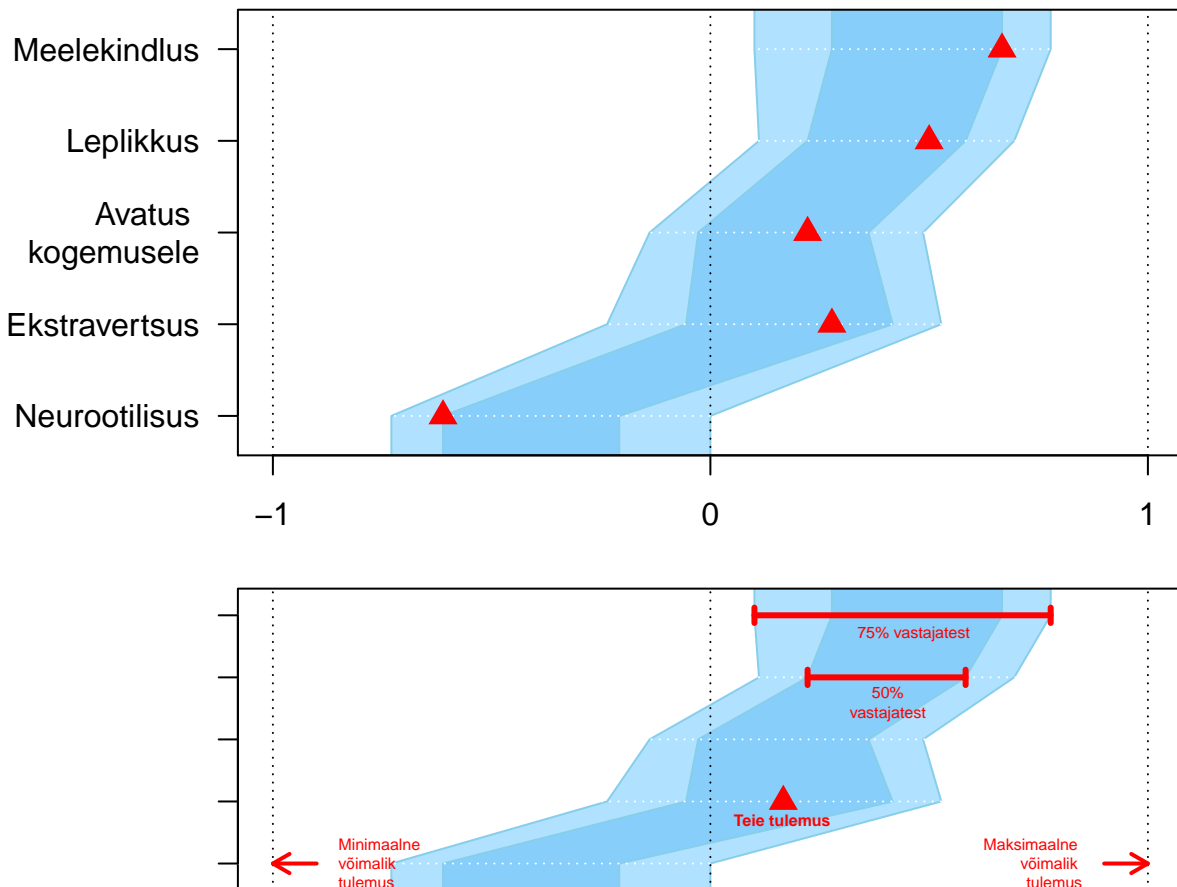 Meelekindlus
Leplikkus
Avatus
kogemusele
Ekstravertsus
Neurootilisus
−1 0 1
75% vastajatest
50%
vastajatest
Teie tulemus
Minimaalne
võimalik
tulemus
Maksimaalne
võimalik
tulemus